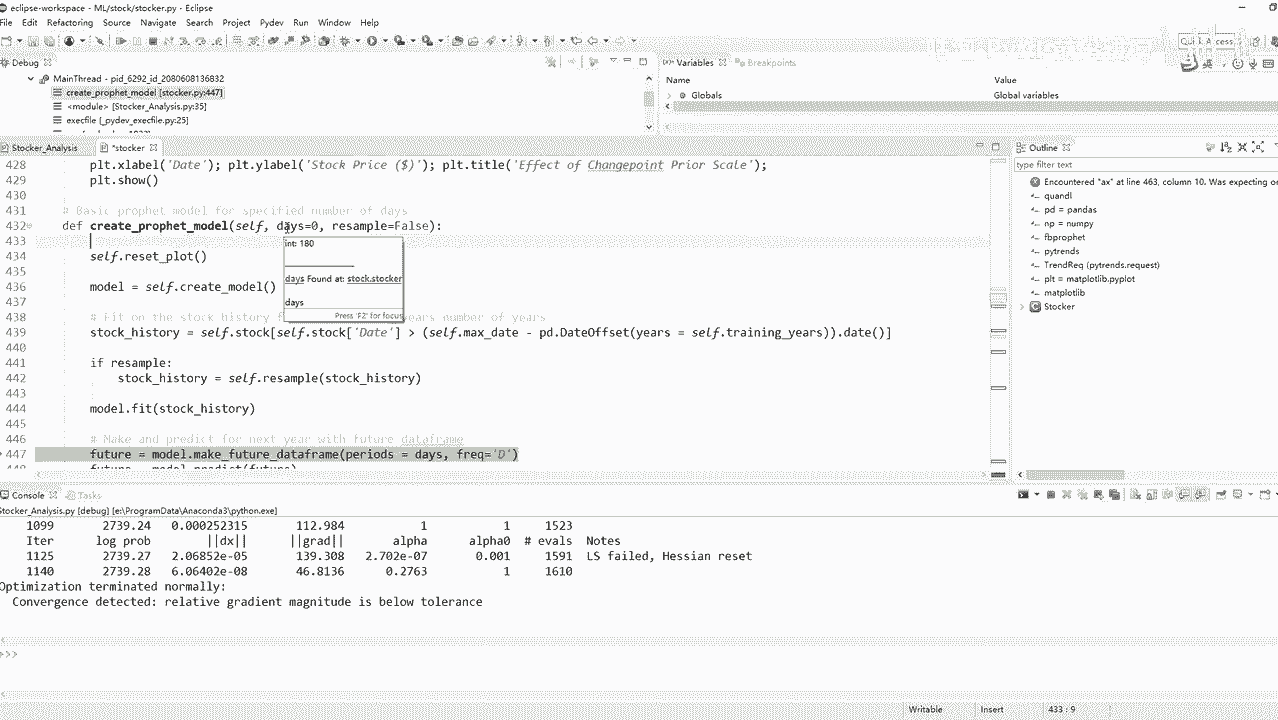 eclipse-workspace - ML/stock/stocker.py - Eclipse
File Edit Refactoring Source Navigate Search Project Pydev Run Window Help
Debug
Variables Breakpoints
MainThread - pid_6292_id_2080608136832
create_prophet_model [stocker.py:447]
<module> [Stocker_Analysis.py:35]
execfile [_pydev_execfile.py:25]
Name Value
Globals Global variables
Stocker_Analysis *stocker
428 plt.xlabel('Date'); plt.ylabel('Stock Price ($)'); plt.title('Effect of Changepoint Prior Scale');
429 plt.show()
430
431 # Basic prophet model for specified number of days
432 def create_prophet_model(self, days=0, resample=False):
433
434 self.reset_plot()
435
436 model = self.create_model()
437
438 # Fit on the stock history years number of years
439 stock_history = self.stock[self.stock['Date'] > (self.max_date - pd.DateOffset(years = self.training_years)).date()]
440
441 if resample:
442 stock_history = self.resample(stock_history)
443
444 model.fit(stock_history)
445
446 # Make and predict for next year with future dataframe
447 future = model.make_future_dataframe(periods = days, freq='D')
int: 180
days Found at: stock.stocker
days
Press 'F2' for focus
Outline
type filter text
Encountered "ax" at line 463, column 10. Was expecting on
quandl
pd = pandas
np = numpy
fbprophet
pytrends
TrendReq (pytrends.request)
plt = matplotlib.pyplot
matplotlib
Stocker
Console Tasks
Stocker_Analysis.py [debug] [e:\ProgramData\Anaconda3\python.exe]
1099 2739.24 0.000252315 112.984 1 1 1523
Iter log prob ||dx|| ||grad|| alpha alpha0 # evals Notes
1125 2739.27 2.06852e-05 139.308 2.702e-07 0.001 1591 LS failed, Hessian reset
1140 2739.28 6.06402e-08 46.8136 0.2763 1 1610
Optimization terminated normally:
Convergence detected: relative gradient magnitude is below tolerance
>>>
Writable Insert 433 : 9